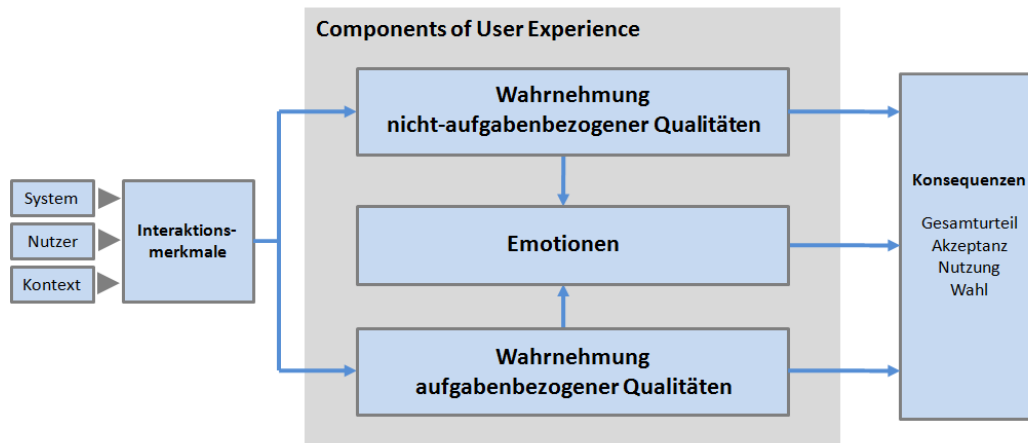 Components of User Experience
Wahrnehmung
nicht-aufgabenbezogener Qualitäten
System
Nutzer
Kontext
Interaktions-
merkmale
Emotionen
Wahrnehmung
aufgabenbezogener Qualitäten
Konsequenzen
Gesamturteil
Akzeptanz
Nutzung
Wahl